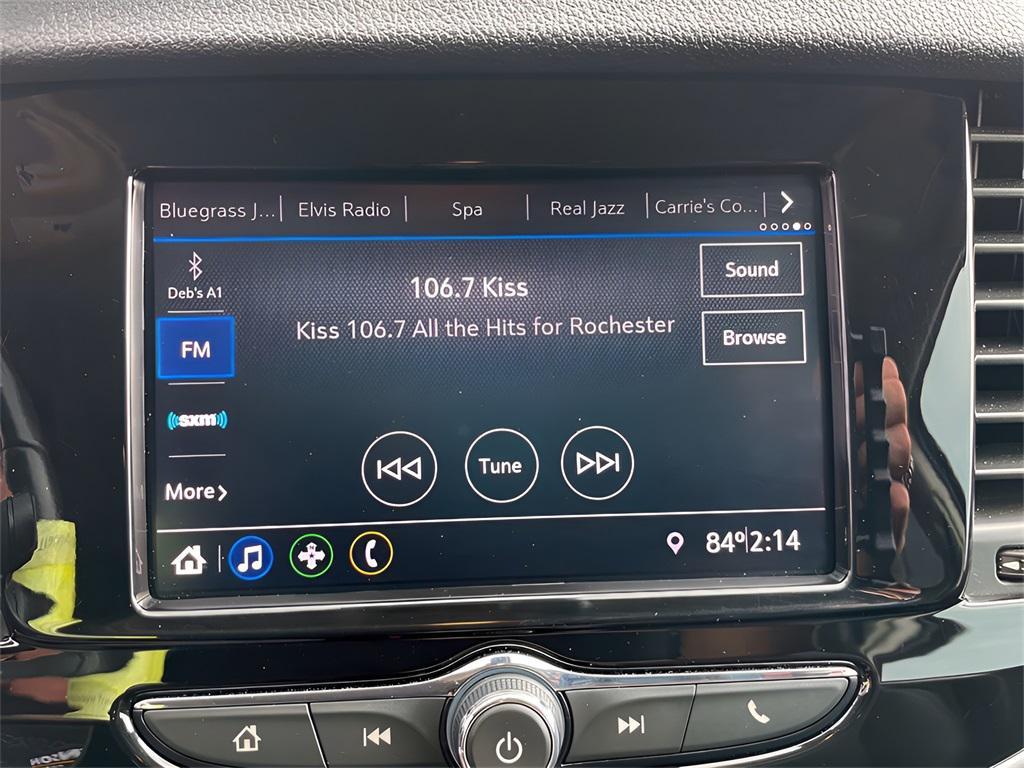 Bluegrass J... Elvis Radio Spa Real Jazz Carrie's Co...
Deb's A1
106.7 Kiss
Sound
Kiss 106.7 All the Hits for Rochester
Browse
FM
sxm
Tune
More
84º 2:14